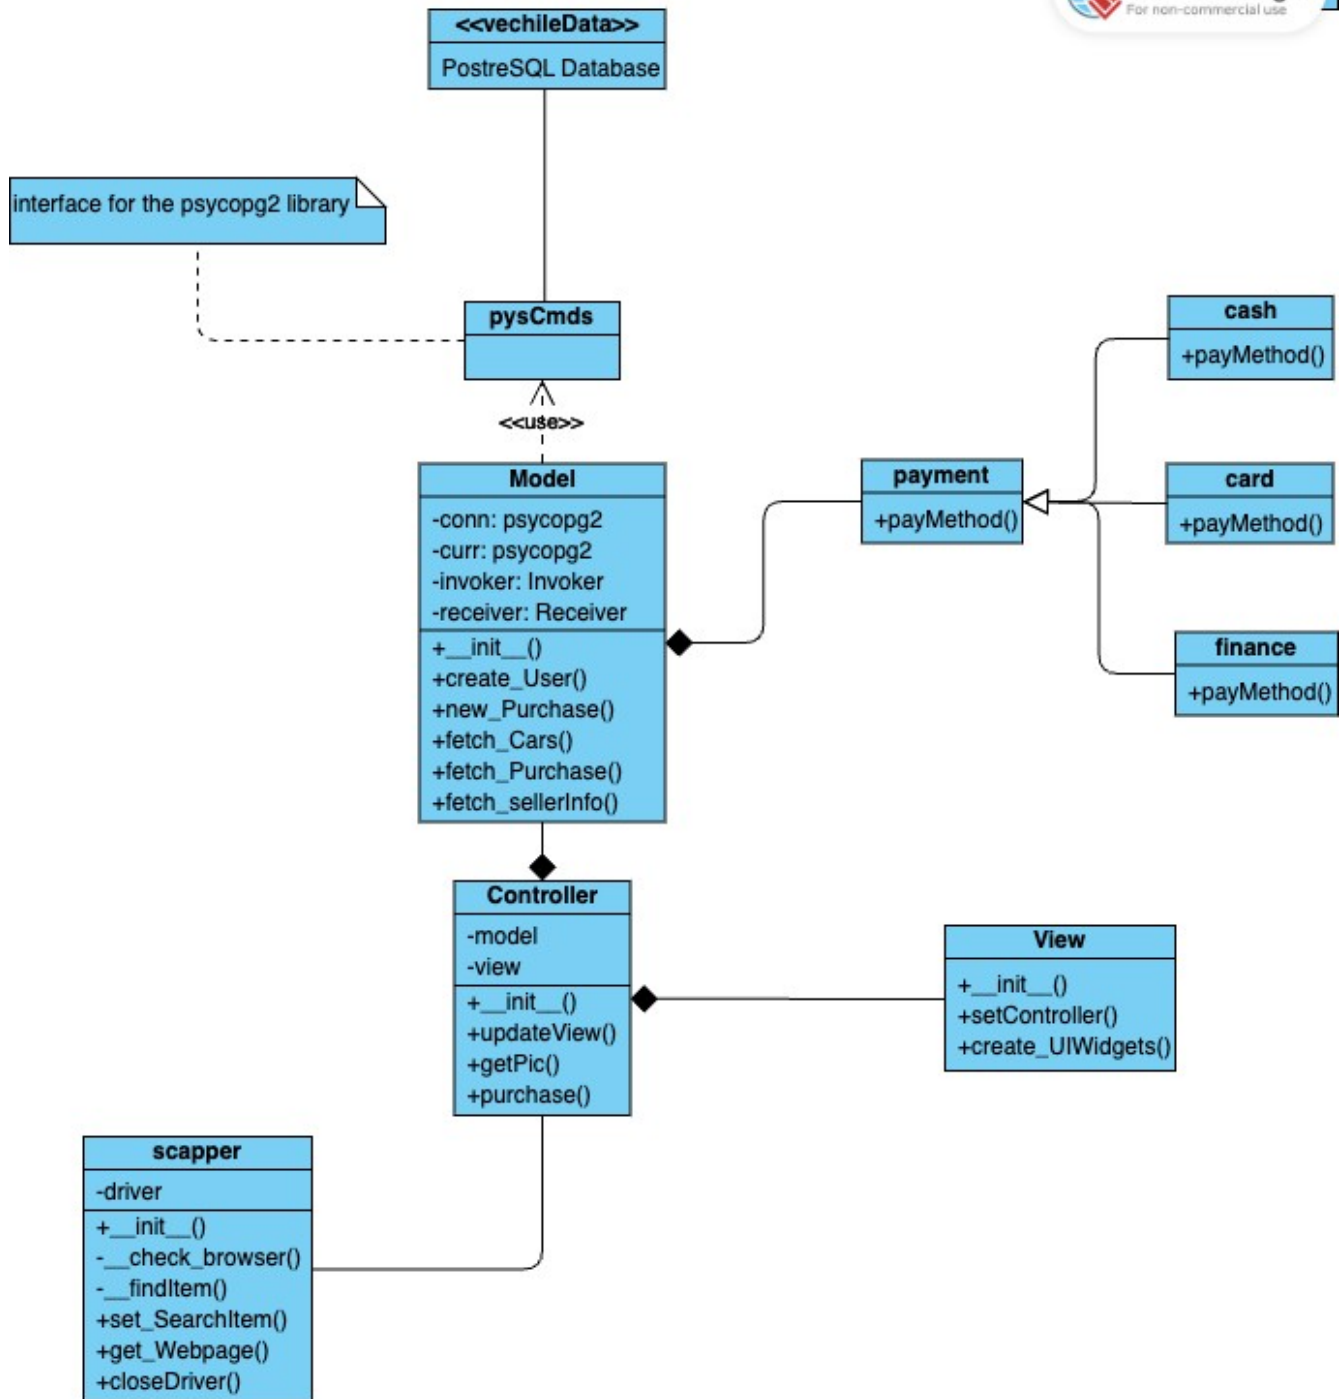 For non-commercial use
<<vechileData>>
PostreSQL Database
interface for the psycopg2 library
pysCmds
<<use>>
Model
-conn: psycopg2
-curr: psycopg2
-invoker: Invoker
-receiver: Receiver
+__init__()
+create_User()
+new_Purchase()
+fetch_Cars()
+fetch_Purchase()
+fetch_sellerInfo()
payment
+payMethod()
cash
+payMethod()
card
+payMethod()
finance
+payMethod()
Controller
-model
-view
+__init__()
+updateView()
+getPic()
+purchase()
View
+__init__()
+setController()
+create_UIWidgets()
scapper
-driver
+__init__()
-__check_browser()
-__findItem()
+set_SearchItem()
+get_Webpage()
+closeDriver()